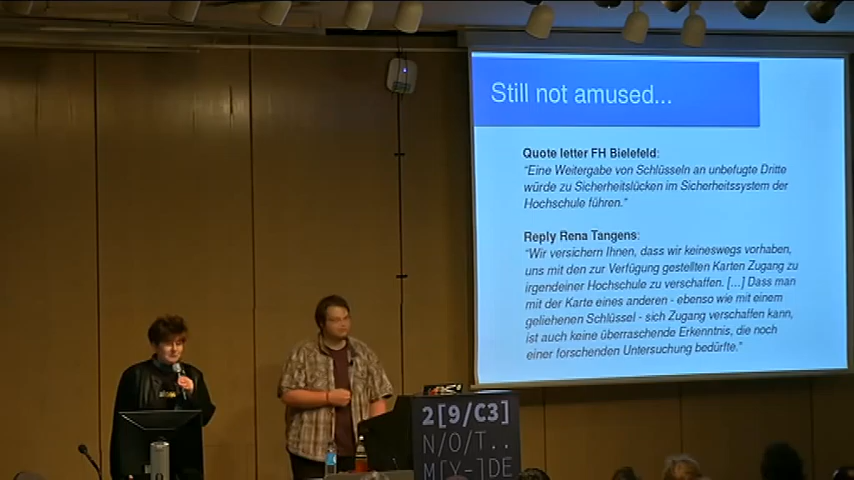 Still not amused...
Quote letter FH Bielefeld:
"Eine Weitergabe von Schlüsseln an unbefugte Dritte
würde zu Sicherheitslücken im Sicherheitssystem der
Hochschule führen."
Reply Rena Tangens:
"Wir versichern Ihnen, dass wir keineswegs vorhaben,
uns mit den zur Verfügung gestellten Karten Zugang zu
irgendeiner Hochschule zu verschaffen. [...] Dass man
mit der Karte eines anderen - ebenso wie mit einem
geliehenen Schlüssel - sich Zugang verschaffen kann,
ist auch keine überraschende Erkenntnis, die noch
einer forschenden Untersuchung bedürfte."
2[9/C3]
N/O/T...
M[Y-]DE